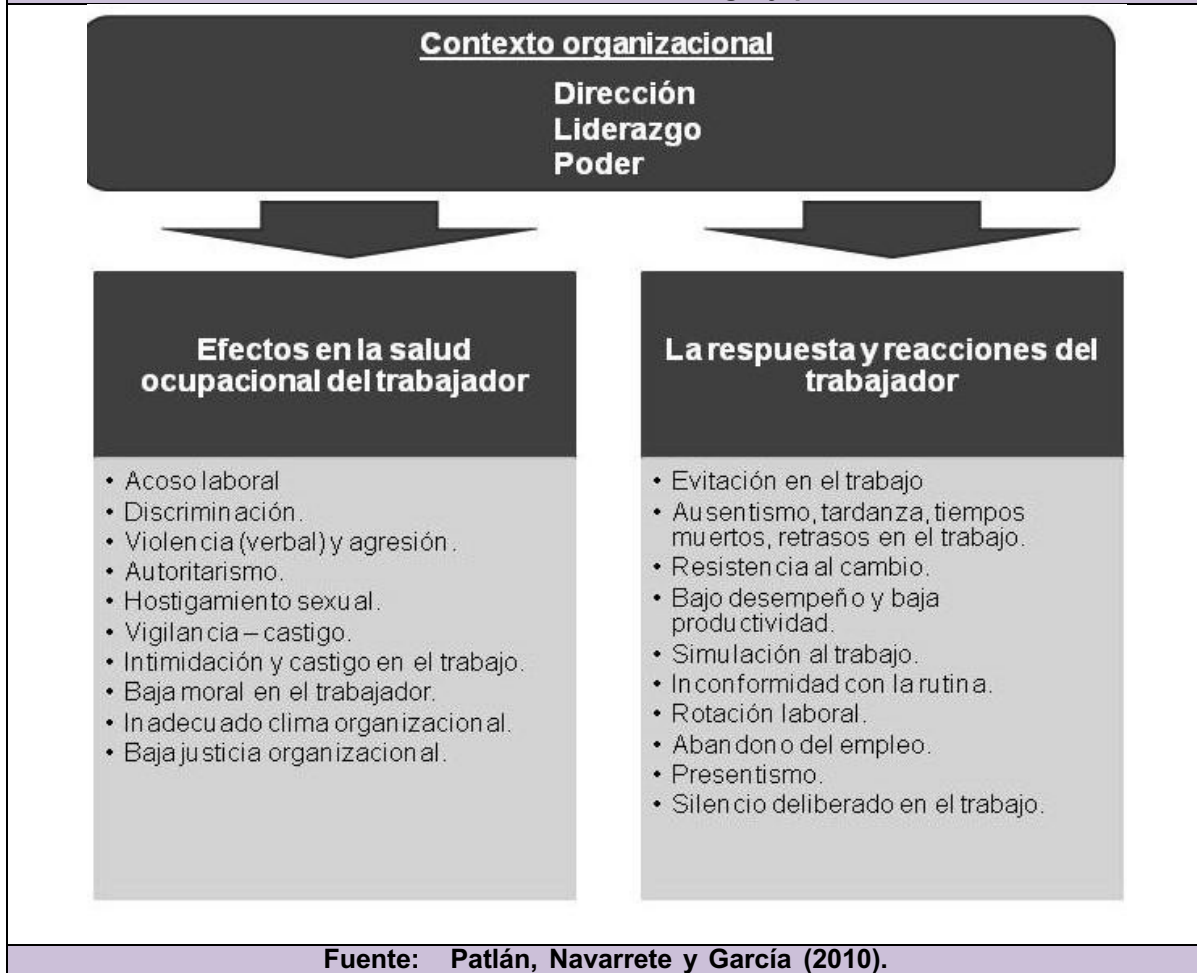 Contexto organizacional
Dirección
Liderazgo
Poder
Efectos en la salud
ocupacional del trabajador
• Acoso laboral
• Discriminación.
• Violencia (verbal) y agresión.
• Autoritarismo.
• Hostigamiento sexual.
• Vigilancia – castigo.
• Intimidación y castigo en el trabajo.
• Baja moral en el trabajador.
• Inadecuado clima organizacional.
• Baja justicia organizacional.
La respuesta y reacciones del
trabajador
• Evitación en el trabajo
• Ausentismo, tardanza, tiempos
muertos, retrasos en el trabajo.
• Resistencia al cambio.
• Bajo desempeño y baja
productividad.
• Simulación al trabajo.
• Inconformidad con la rutina.
• Rotación laboral.
• Abandono del empleo.
• Presentismo.
• Silencio deliberado en el trabajo.
Fuente: Patlán, Navarrete y García (2010).